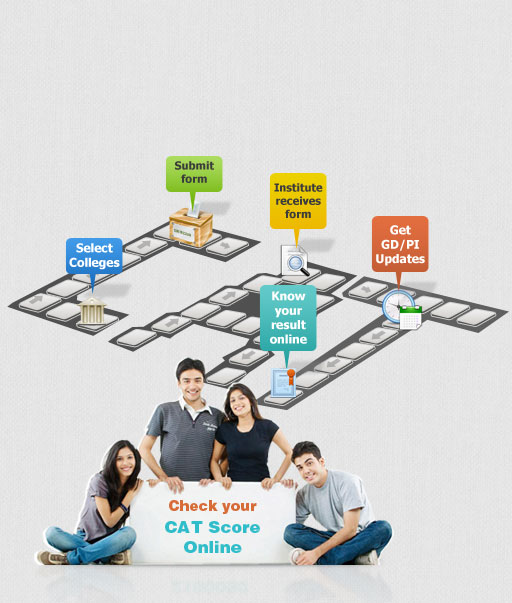 Submit
form
Institute
receives
form
Get
GD/PI
Updates
Select
Colleges
Know
your
result
online
Check your
CAT Score
Online